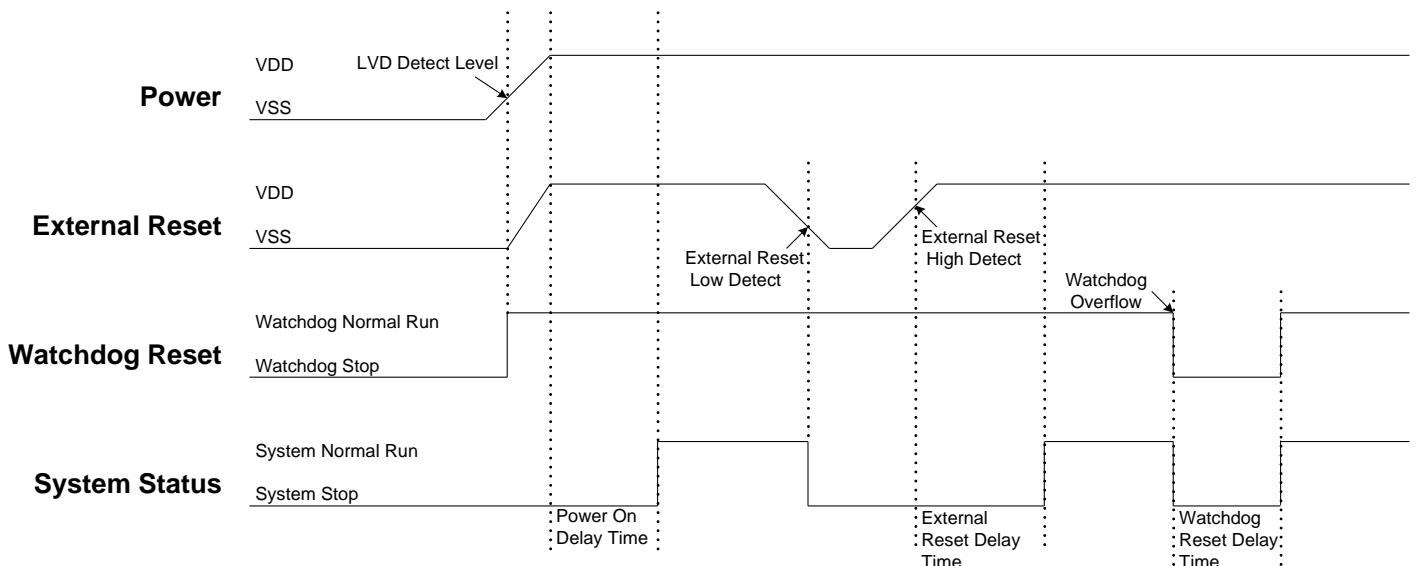 Power
VDD
LVD Detect Level
VSS
External Reset
VDD
VSS
External Reset
Low Detect
External Reset
High Detect
Watchdog Reset
Watchdog Normal Run
Watchdog Stop
Watchdog
Overflow
System Status
System Normal Run
System Stop
Power On
Delay Time
External
Reset Delay
Time
Watchdog
Reset Delay
Time